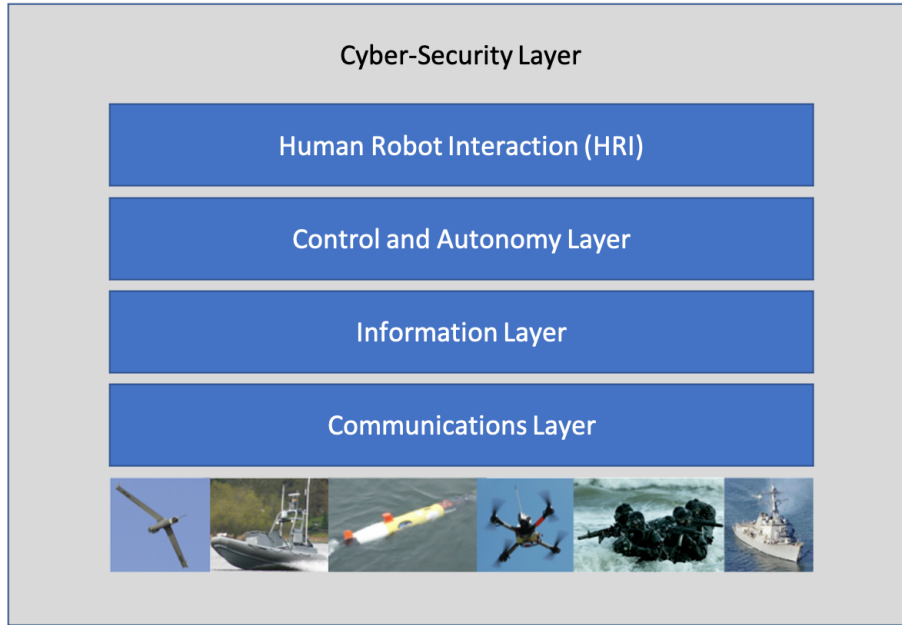 Cyber-Security Layer
Human Robot Interaction (HRI)
Control and Autonomy Layer
Information Layer
Communications Layer